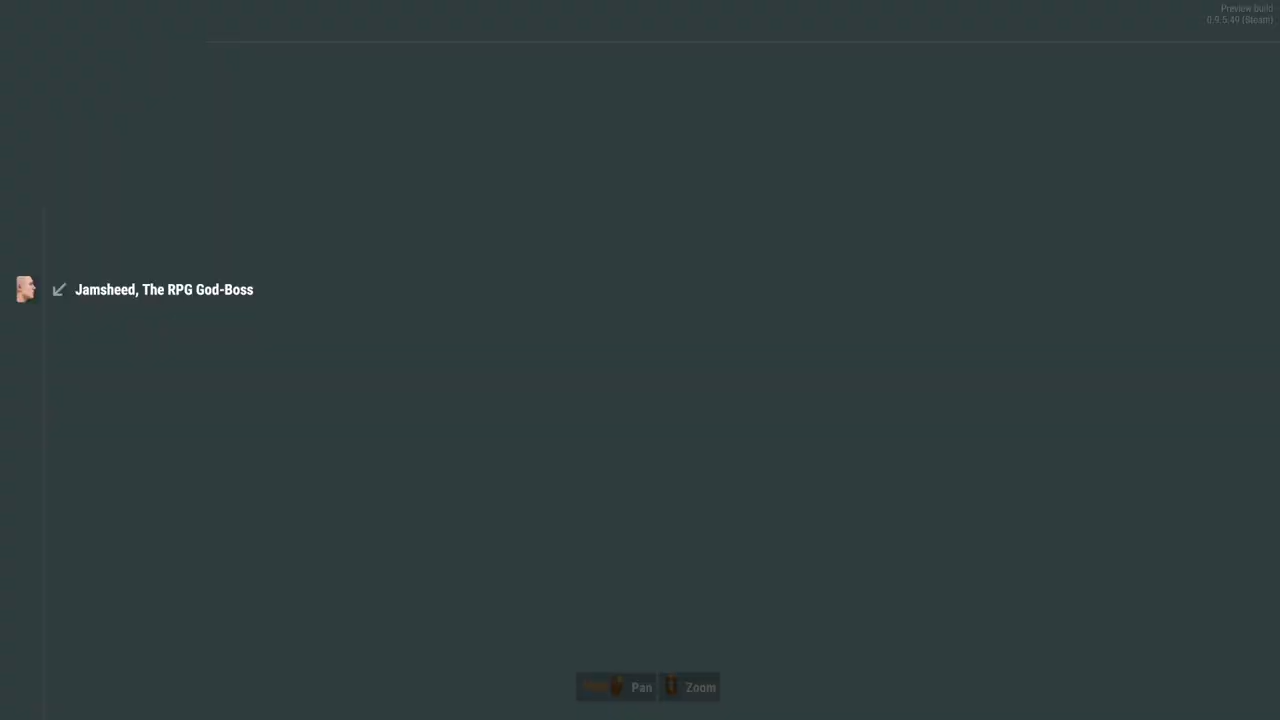 Preview build
0.9.5.49 (Steam)
Jamsheed, The RPG God-Boss
Pan Zoom